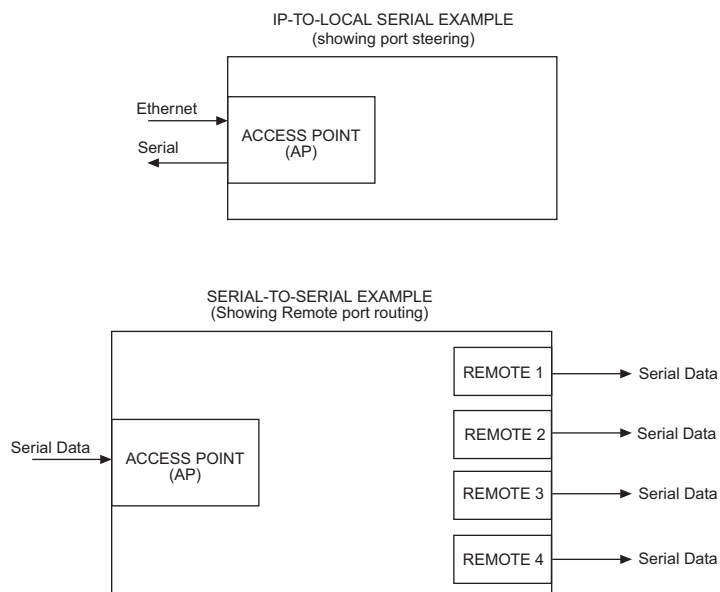 IP-TO-LOCAL SERIAL EXAMPLE
(showing port steering)
Ethernet
ACCESS POINT
(AP)
Serial
SERIAL-TO-SERIAL EXAMPLE
(Showing Remote port routing)
REMOTE 1
Serial Data
REMOTE 2
Serial Data
Serial Data
ACCESS POINT
(AP)
REMOTE 3
Serial Data
REMOTE 4
Serial Data